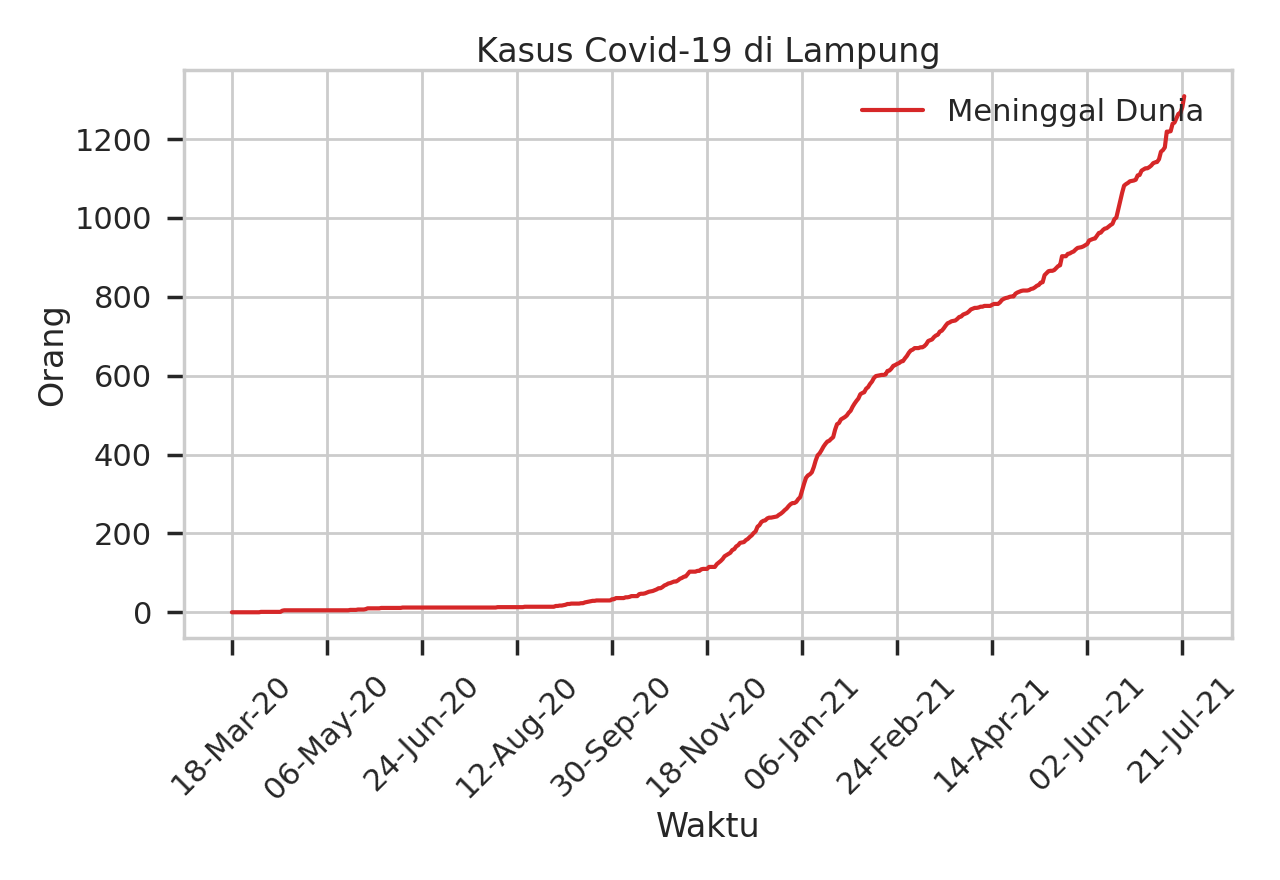 Kasus Covid-19 di Lampung
Meninggal Dunia
Orang
1200
1000
800
600
400
200
0
18-Mar-20
06-May-20
24-Jun-20
12-Aug-20
30-Sep-20
18-Nov-20
06-Jan-21
24-Feb-21
14-Apr-21
02-Jun-21
21-Jul-21
Waktu